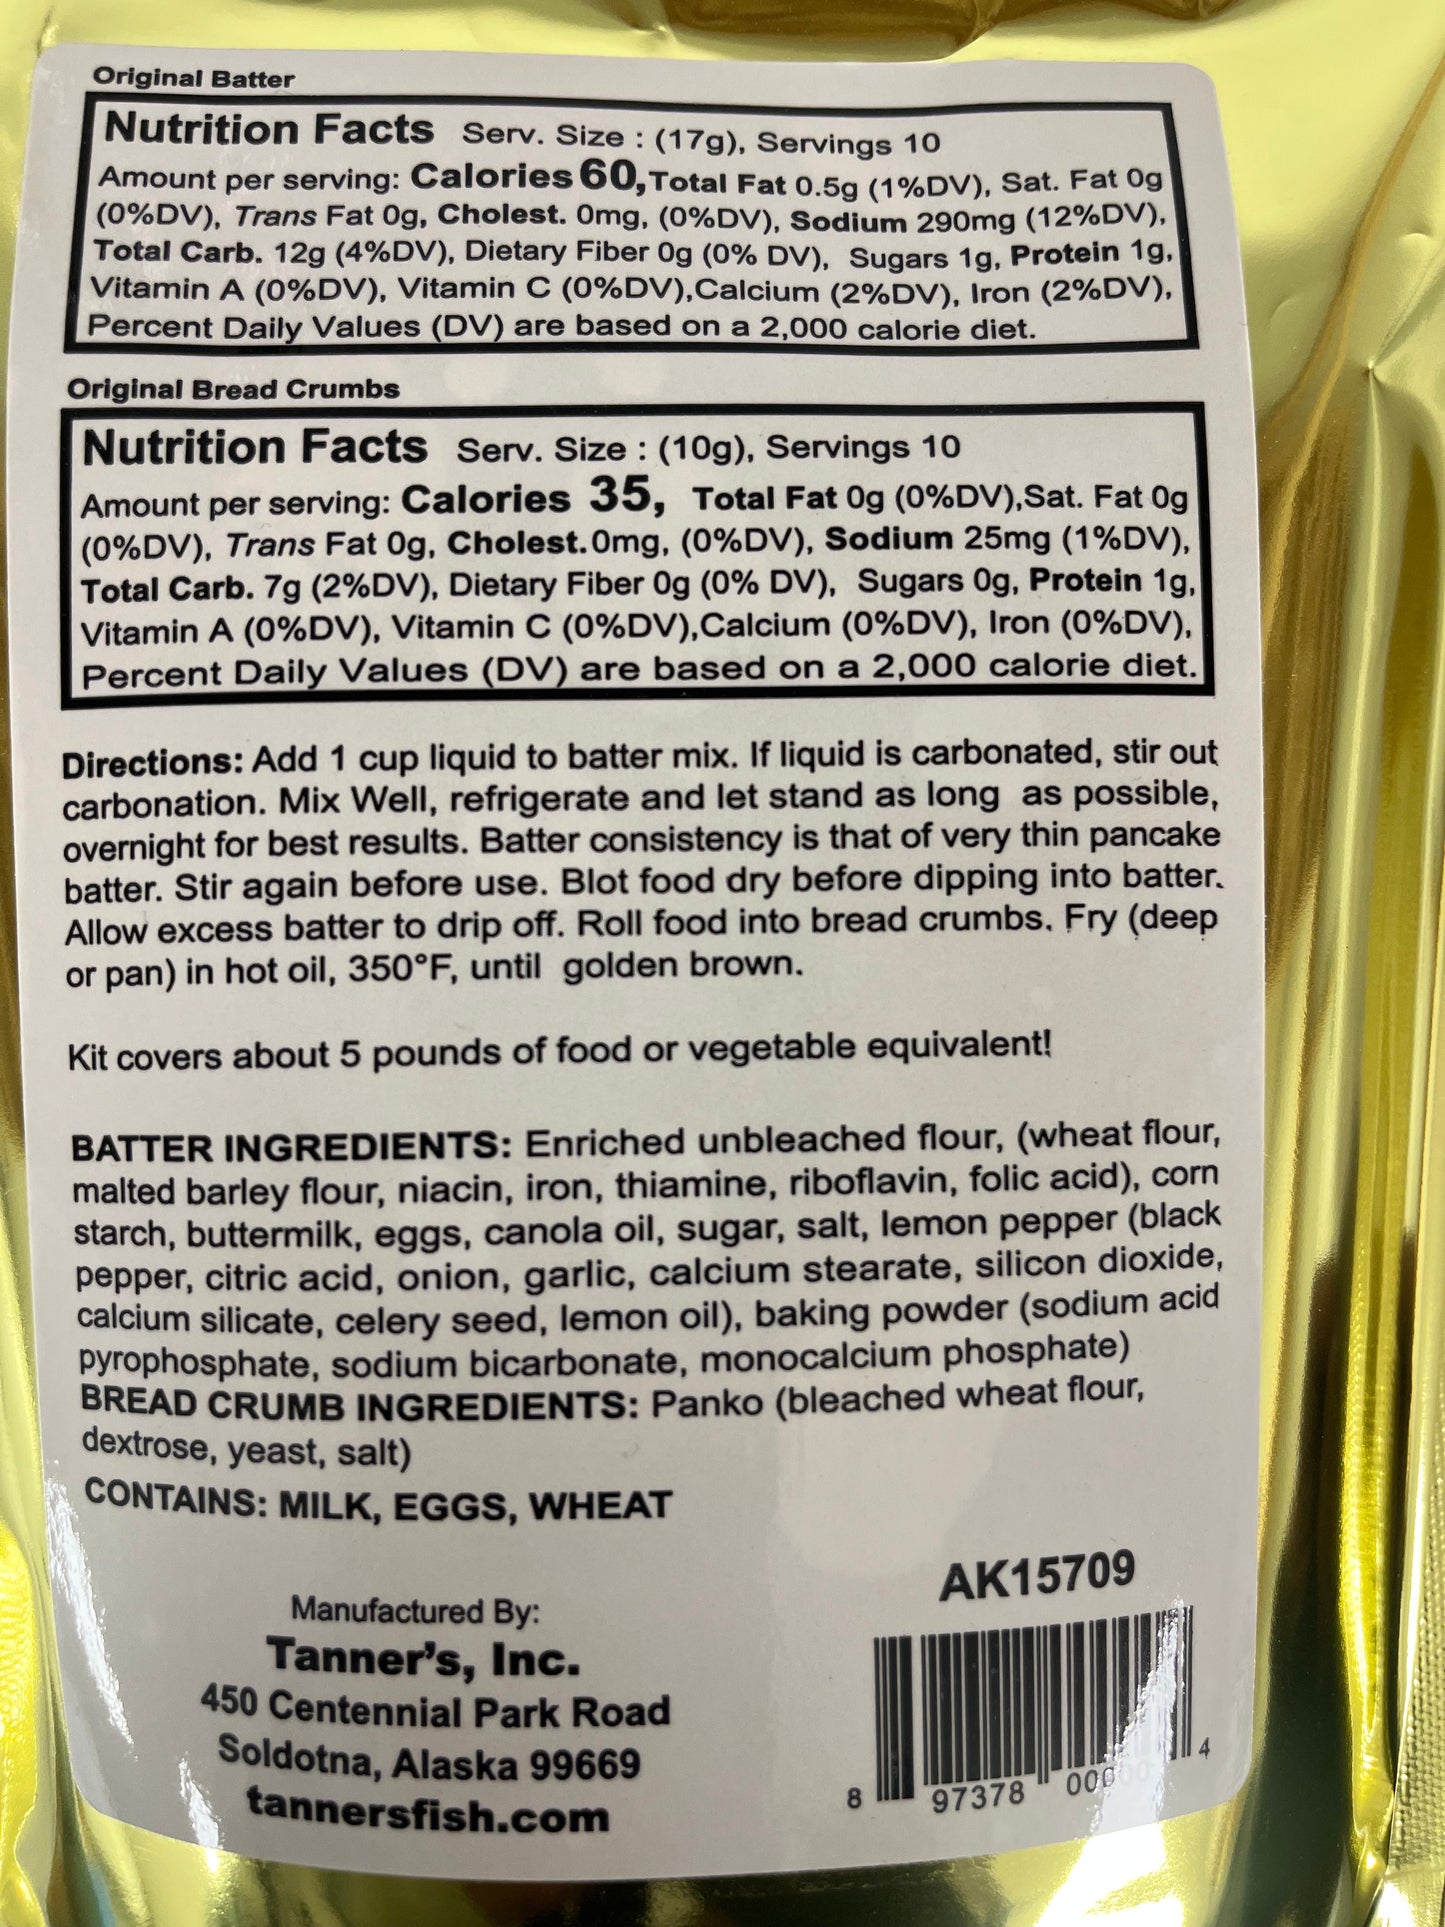 Original Batter
Nutrition Facts Serv. Size : (17g), Servings 10
Amount per serving: Calories 60, Total Fat 0.5g (1%DV), Sat. Fat 0g
(0%DV), Trans Fat 0g, Cholest. 0mg, (0%DV), Sodium 290mg (12%DV),
Total Carb. 12g (4%DV), Dietary Fiber 0g (0% DV), Sugars 1g, Protein 1g,
Vitamin A (0%DV), Vitamin C (0%DV),Calcium (2%DV), Iron (2%DV),
Percent Daily Values (DV) are based on a 2,000 calorie diet.
Original Bread Crumbs
Nutrition Facts Serv. Size : (10g), Servings 10
Amount per serving: Calories 35, Total Fat 0g (0%DV),Sat. Fat 0g
(0%DV), Trans Fat 0g, Cholest. 0mg, (0%DV), Sodium 25mg (1%DV),
Total Carb. 7g (2%DV), Dietary Fiber 0g (0% DV), Sugars 0g, Protein 1g,
Vitamin A (0%DV), Vitamin C (0%DV),Calcium (0%DV), Iron (0%DV),
Percent Daily Values (DV) are based on a 2,000 calorie diet.
Directions: Add 1 cup liquid to batter mix. If liquid is carbonated, stir out
carbonation. Mix Well, refrigerate and let stand as long as possible,
overnight for best results. Batter consistency is that of very thin pancake
batter. Stir again before use. Blot food dry before dipping into batter.
Allow excess batter to drip off. Roll food into bread crumbs. Fry (deep
or pan) in hot oil, 350°F, until golden brown.
Kit covers about 5 pounds of food or vegetable equivalent!
BATTER INGREDIENTS: Enriched unbleached flour, (wheat flour,
malted barley flour, niacin, iron, thiamine, riboflavin, folic acid), corn
starch, buttermilk, eggs, canola oil, sugar, salt, lemon pepper (black
pepper, citric acid, onion, garlic, calcium stearate, silicon dioxide,
calcium silicate, celery seed, lemon oil), baking powder (sodium acid
pyrophosphate, sodium bicarbonate, monocalcium phosphate)
BREAD CRUMB INGREDIENTS: Panko (bleached wheat flour,
dextrose, yeast, salt)
CONTAINS: MILK, EGGS, WHEAT
Manufactured By:
Tanner's, Inc.
450 Centennial Park Road
Soldotna, Alaska 99669
tannersfish.com
AK15709
8 97378 4